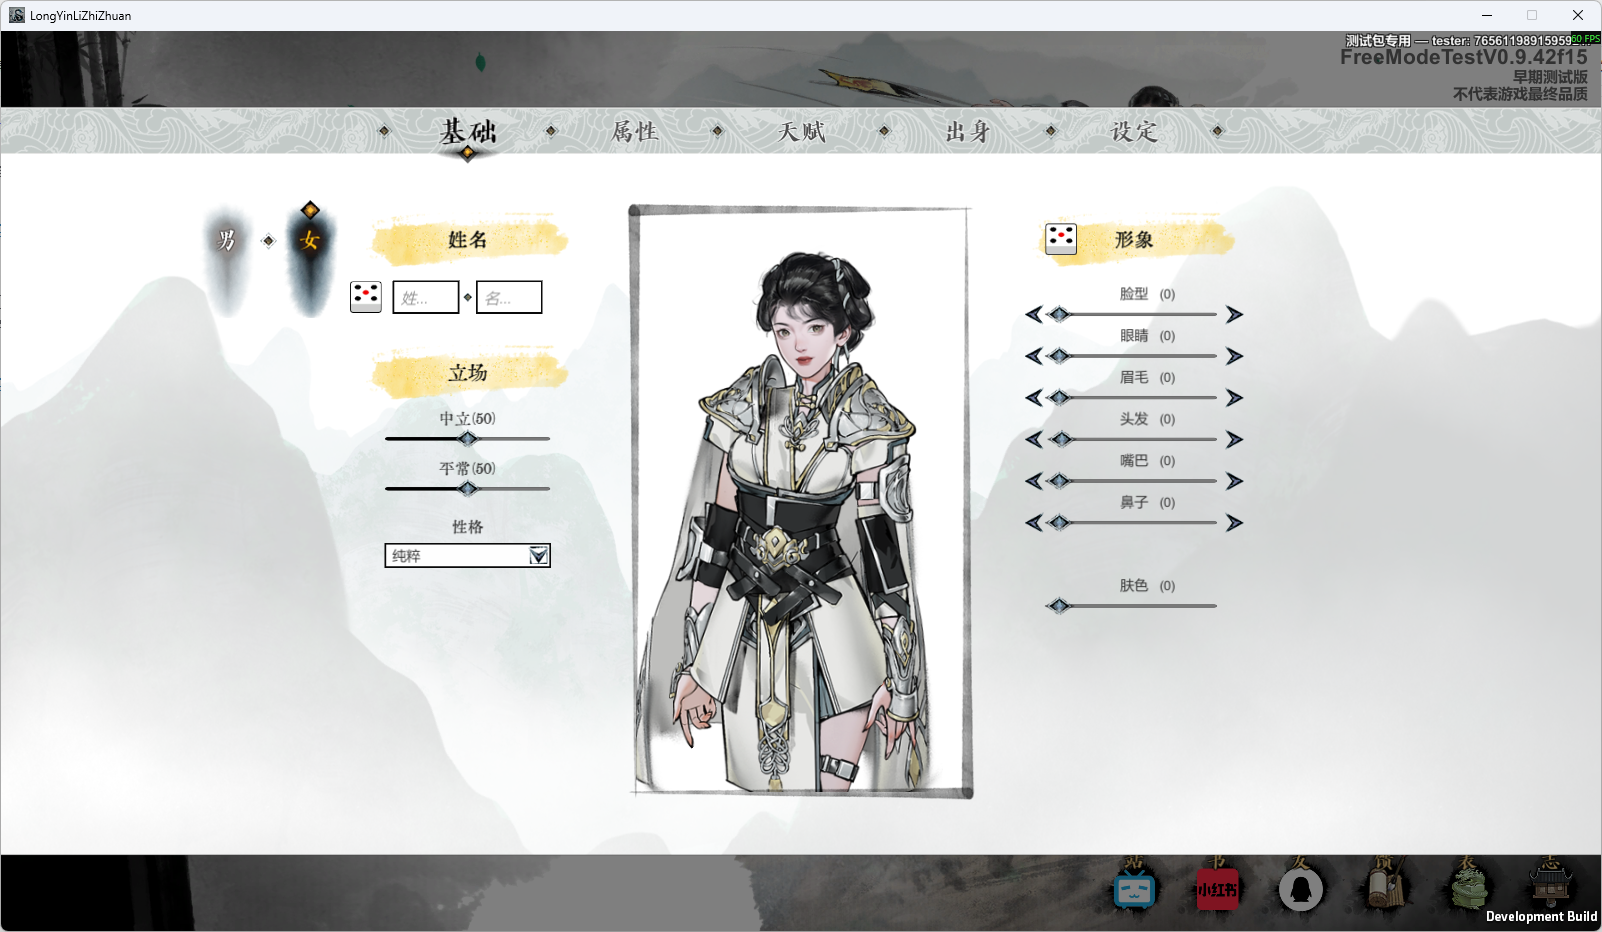 LongYinLiZhiZhuan
60 FPS
测试包专用 — tester: 76561198915959
FreeModeTestV0.9.42f15
早期测试版
不代表游戏最终品质
基础
属性
天赋
出身
设定
男
女
姓名
姓...
名...
立场
中立(50)
平常(50)
性格
纯粹
形象
脸型 (0)
眼睛 (0)
眉毛 (0)
头发 (0)
嘴巴 (0)
鼻子 (0)
肤色 (0)
站
书
友
馈
表
志
小红书
Development Build